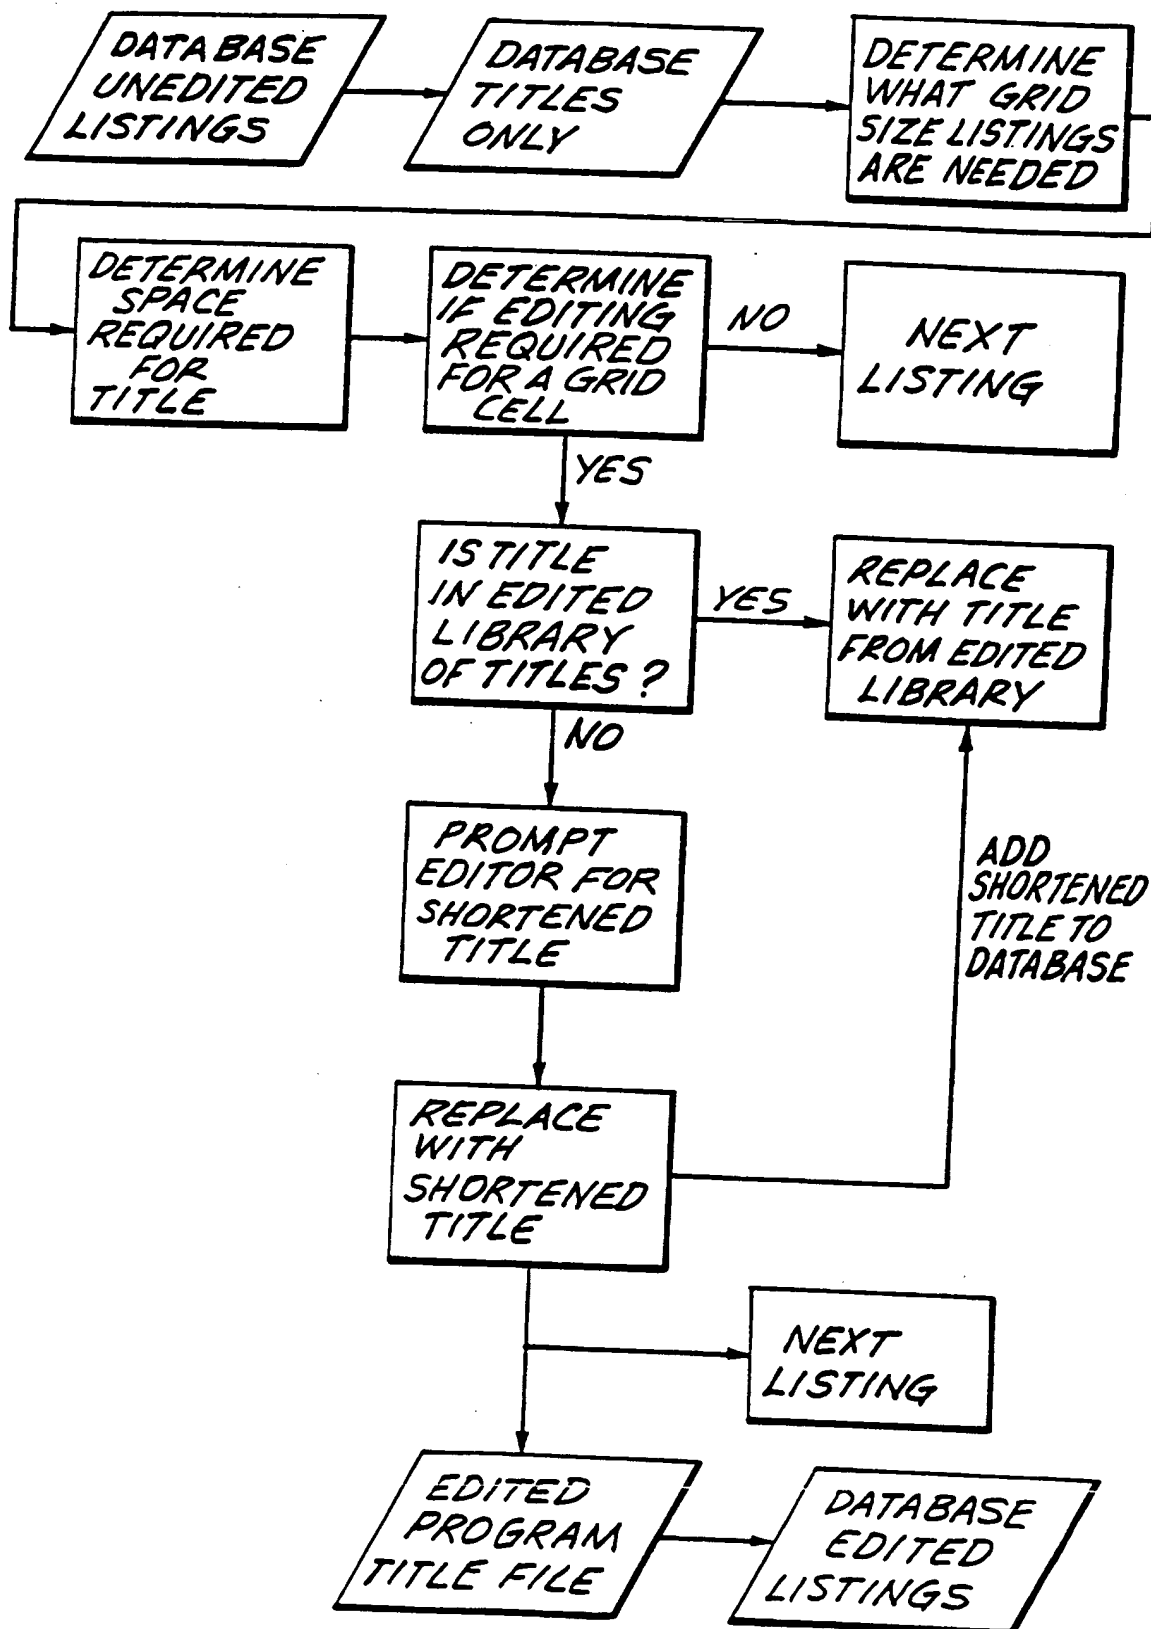 DATABASE
UNEDITED
LISTINGS
DATABASE
TITLES
ONLY
DETERMINE
WHAT GRID
SIZE LISTINGS
ARE NEEDED
DETERMINE
SPACE
REQUIRED
FOR
TITLE
DETERMINE
IF EDITING
REQUIRED
FOR A GRID
CELL
NO
NEXT
LISTING
YES
IS TITLE
IN EDITED
LIBRARY
OF TITLES?
YES
REPLACE
WITH TITLE
FROM EDITED
LIBRARY
NO
PROMPT
EDITOR FOR
SHORTENED
TITLE
ADD
SHORTENED
TITLE TO
DATABASE
REPLACE
WITH
SHORTENED
TITLE
NEXT
LISTING
EDITED
PROGRAM
TITLE FILE
DATABASE
EDITED
LISTINGS